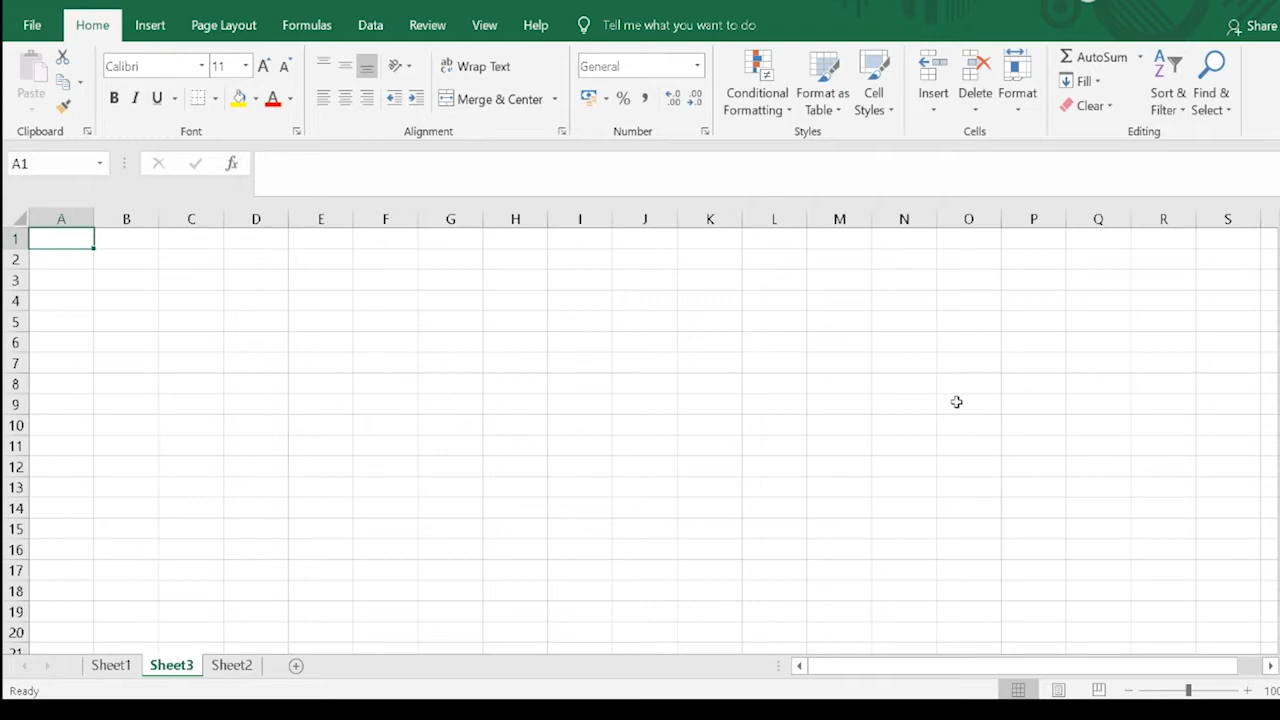 File Home Insert Page Layout Formulas Data Review View Help Tell me what you want to do Share
Calibri 11 Wrap Text General AutoSum
Paste B I U A Merge & Center % , Conditional Formatting Format as Table Cell Styles Insert Delete Format Fill Clear Sort & Filter Find & Select
Clipboard Font Alignment Number Styles Cells Editing
A1 fx
A B C D E F G H I J K L M N O P Q R S
1
2
3
4
5
6
7
8
9
10
11
12
13
14
15
16
17
18
19
20
21
Sheet1 Sheet3 Sheet2
Ready 100